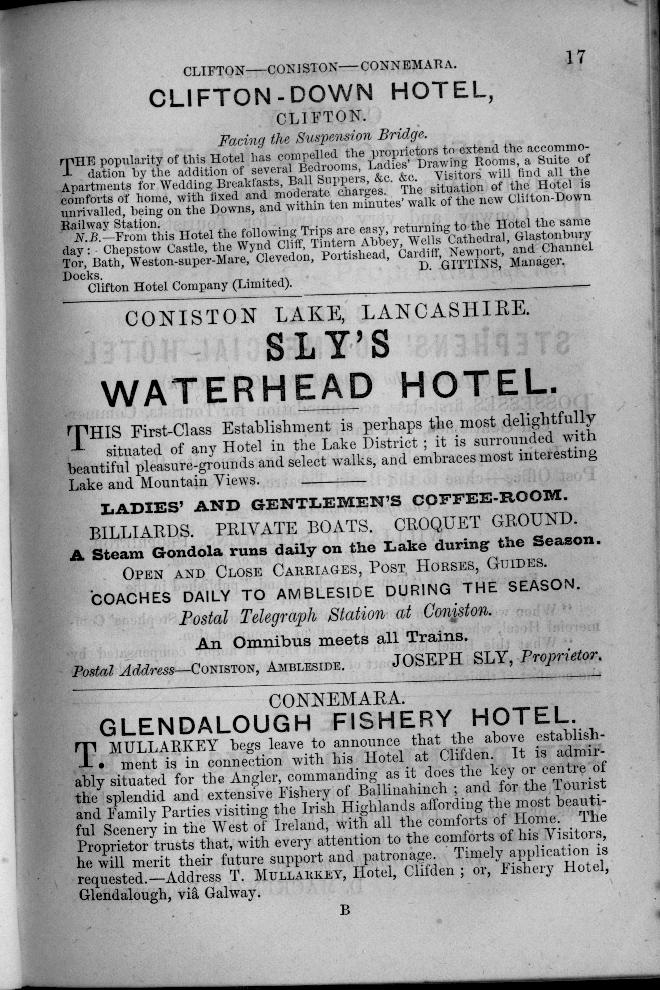 CLIFTON—CONISTON—CONNEMARA. 17
CLIFTON-DOWN HOTEL,
CLIFTON.
Facing the Suspension Bridge.
THE popularity of this Hotel has compelled the proprietors to extend the accommo-
dation by the addition of several Bedrooms, Ladies' Drawing Rooms, a Suite of
Apartments for Wedding Breakfasts, Ball Suppers, &c. &c. Visitors will find all the
comforts of home, with fixed and moderate charges. The situation of the Hotel is
unrivalled, being on the Downs, and within ten minutes' walk of the new Clifton-Down
Railway Station.
N.B.—From this Hotel the following Trips are easy, returning to the Hotel the same
day: - Chepstow Castle, the Wynd Cliff, Tintern Abbey, Wells Cathedral, Glastonbury
Tor, Bath, Weston-super-Mare, Clevedon, Portishead, Cardiff, Newport, and Channel
Docks. D. GITTINS, Manager.
Clifton Hotel Company (Limited).
CONISTON LAKE, LANCASHIRE.
SLY'S
WATERHEAD HOTEL.
THIS First-Class Establishment is perhaps the most delightfully
situated of any Hotel in the Lake District ; it is surrounded with
beautiful pleasure-grounds and select walks, and embraces most interesting
Lake and Mountain Views.
LADIES' AND GENTLEMEN'S COFFEE-ROOM.
BILLIARDS. PRIVATE BOATS. CROQUET GROUND.
A Steam Gondola runs daily on the Lake during the Season.
OPEN AND CLOSE CARRIAGES, POST HORSES, GUIDES.
COACHES DAILY TO AMBLESIDE DURING THE SEASON.
Postal Telegraph Station at Coniston.
An Omnibus meets all Trains.
Postal Address—CONISTON, AMBLESIDE. JOSEPH SLY, Proprietor.
CONNEMARA.
GLENDALOUGH FISHERY HOTEL.
T. MULLARKEY begs leave to announce that the above establish-
ment is in connection with his Hotel at Clifden. It is admir-
ably situated for the Angler, commanding as it does the key or centre of
the splendid and extensive Fishery of Ballinahinch ; and for the Tourist
and Family Parties visiting the Irish Highlands affording the most beauti-
ful Scenery in the West of Ireland, with all the comforts of Home. The
Proprietor trusts that, with every attention to the comforts of his Visitors,
he will merit their future support and patronage. Timely application is
requested.—Address T. MULLARKEY, Hotel, Clifden ; or, Fishery Hotel,
Glendalough, viâ Galway.
B